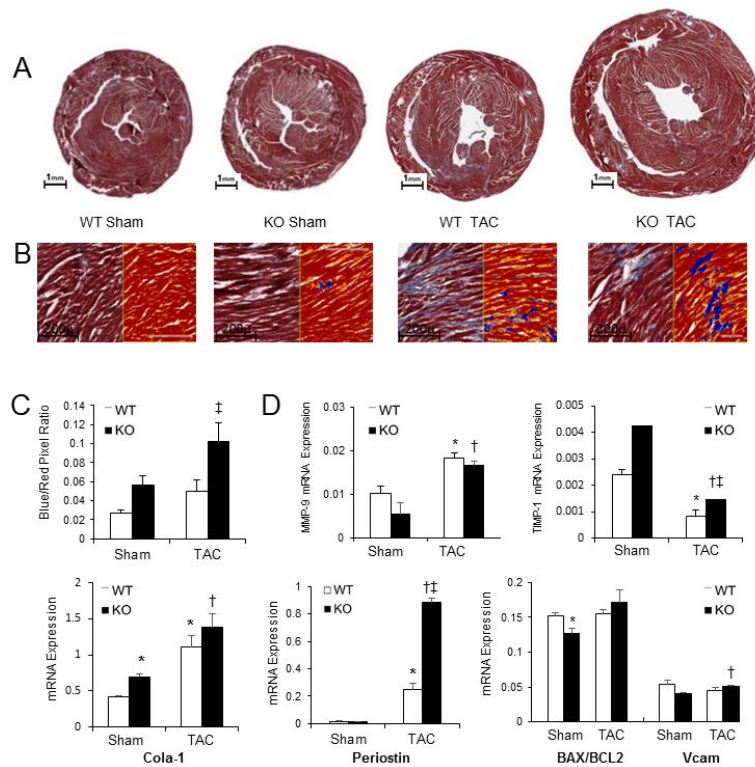 A
1mm
1mm
1mm
1mm
WT Sham
KO Sham
WT TAC
KO TAC
B
200µ
200µ
200µ
200µ
C
Blue/Red Pixel Ratio
0.14
0.12
0.1
0.08
0.06
0.04
0.02
0
WT
KO
‡
Sham
TAC
D
MMP-9 mRNA Expression
0.03
0.02
0.01
0
WT
KO
*
†
Sham
TAC
TIMP-1 mRNA Expression
0.005
0.004
0.003
0.002
0.001
0
WT
KO
*
†‡
Sham
TAC
mRNA Expression
2
1.5
1
0.5
0
WT
KO
*
*
†
Sham
TAC
Cola-1
mRNA Expression
1
0.8
0.6
0.4
0.2
0
WT
KO
*
†‡
Sham
TAC
Periostin
mRNA Expression
0.2
0.15
0.1
0.05
0
WT
KO
*
†
Sham
TAC
Sham
TAC
BAX/BCL2
Vcam